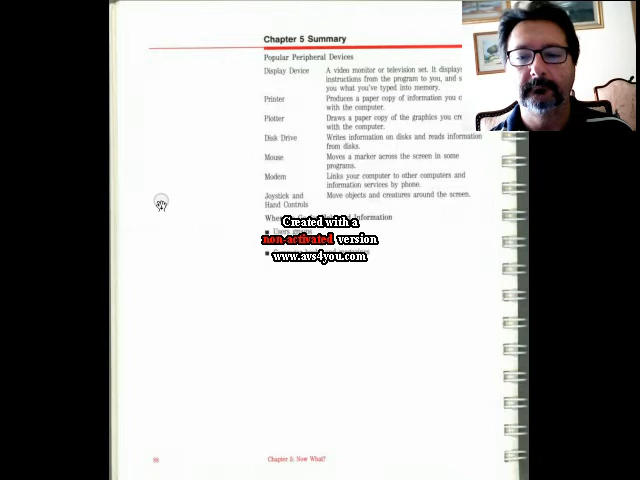 Chapter 5 Summary
Popular Peripheral Devices
Display Device A video monitor or television set. It displays
instructions from the program to you, and s
you what you've typed into memory.
Printer Produces a paper copy of information you c
with the computer.
Plotter Draws a paper copy of the graphics you cre
with the computer.
Disk Drive Writes information on disks and reads information
from disks.
Mouse Moves a marker across the screen in some
programs.
Modem Links your computer to other computers and
information services by phone.
Joystick and Move objects and creatures around the screen.
Hand Controls
Information
Created with a
non-activated version
www.avs4you.com
Users groups
88 Chapter 5: Now What?